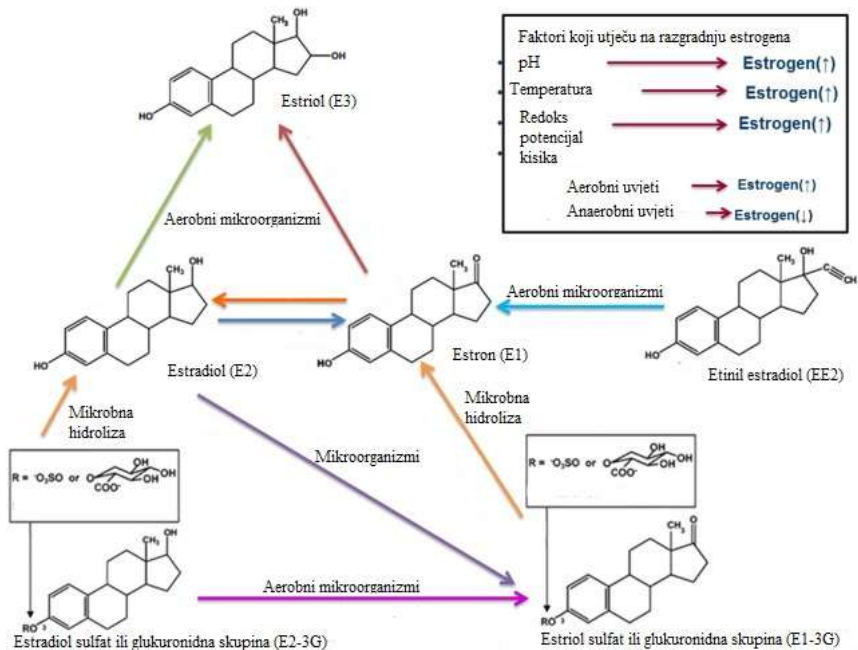 CH₃
OH
OH
HO
Estriol (E3)
Faktori koji utječu na razgradnju estrogena
pH
Estrogen(↑)
Temperatura
Estrogen(↑)
Redoks
potencijal
kisika
Estrogen(↑)
Aerobni uvjeti
Estrogen(↑)
Anaerobni uvjeti
Estrogen(↓)
Aerobni mikroorganizmi
CH₃
OH
HO
Estradiol (E2)
CH₃
O
HO
Estron (E1)
Aerobni mikroorganizmi
OH
CH₃
C≡CH
HO
Etinil estradiol (EE2)
Mikrobna
hidroliza
Mikroorganizmi
Mikrobna
hidroliza
R = ⁻O₃SO or
O
OH
OH
OH
COO⁻
R = ⁻O₃SO or
O
OH
OH
OH
COO⁻
CH₃
OH
RO ³
Estradiol sulfat ili glukuronidna skupina (E2-3G)
Aerobni mikroorganizmi
CH₃
O
RO ³
Estriol sulfat ili glukuronidna skupina (E1-3G)